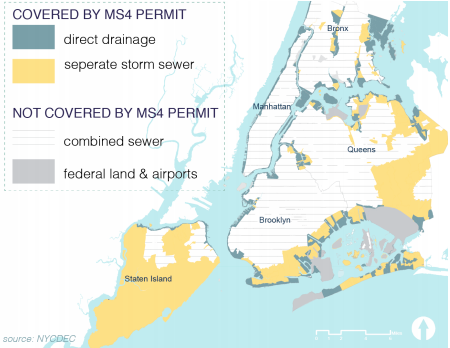 COVERED BY MS4 PERMIT
direct drainage
seperate storm sewer
NOT COVERED BY MS4 PERMIT
combined sewer
federal land & airports
Bronx
Manhattan
Queens
Brooklyn
Staten Island
source: NYCDEC